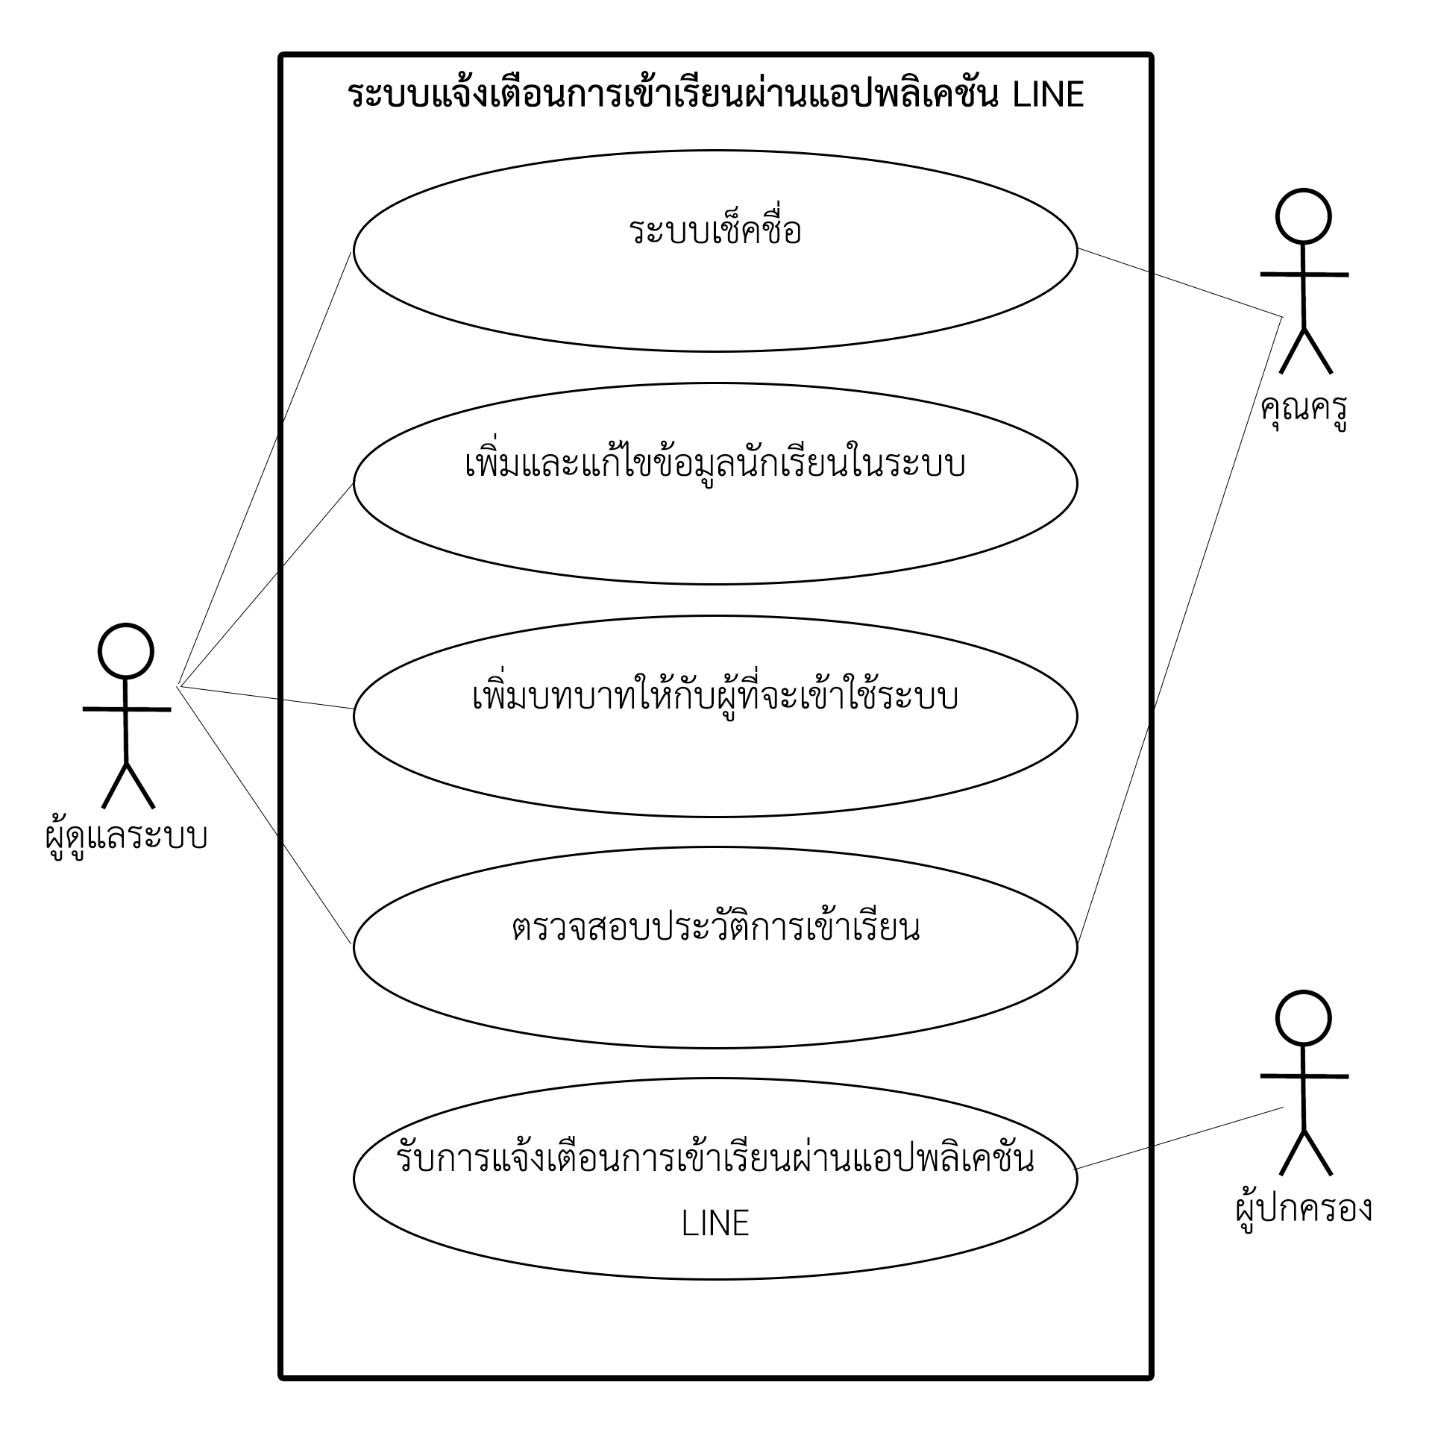 ระบบแจ้งเตือนการเข้าเรียนผ่านแอปพลิเคชัน LINE
ระบบเช็คชื่อ
คุณครู
เพิ่มและแก้ไขข้อมูลนักเรียนในระบบ
เพิ่มบทบาทให้กับผู้ที่จะเข้าใช้ระบบ
ผู้ดูแลระบบ
ตรวจสอบประวัติการเข้าเรียน
รับการแจ้งเตือนการเข้าเรียนผ่านแอปพลิเคชัน
LINE
ผู้ปกครอง